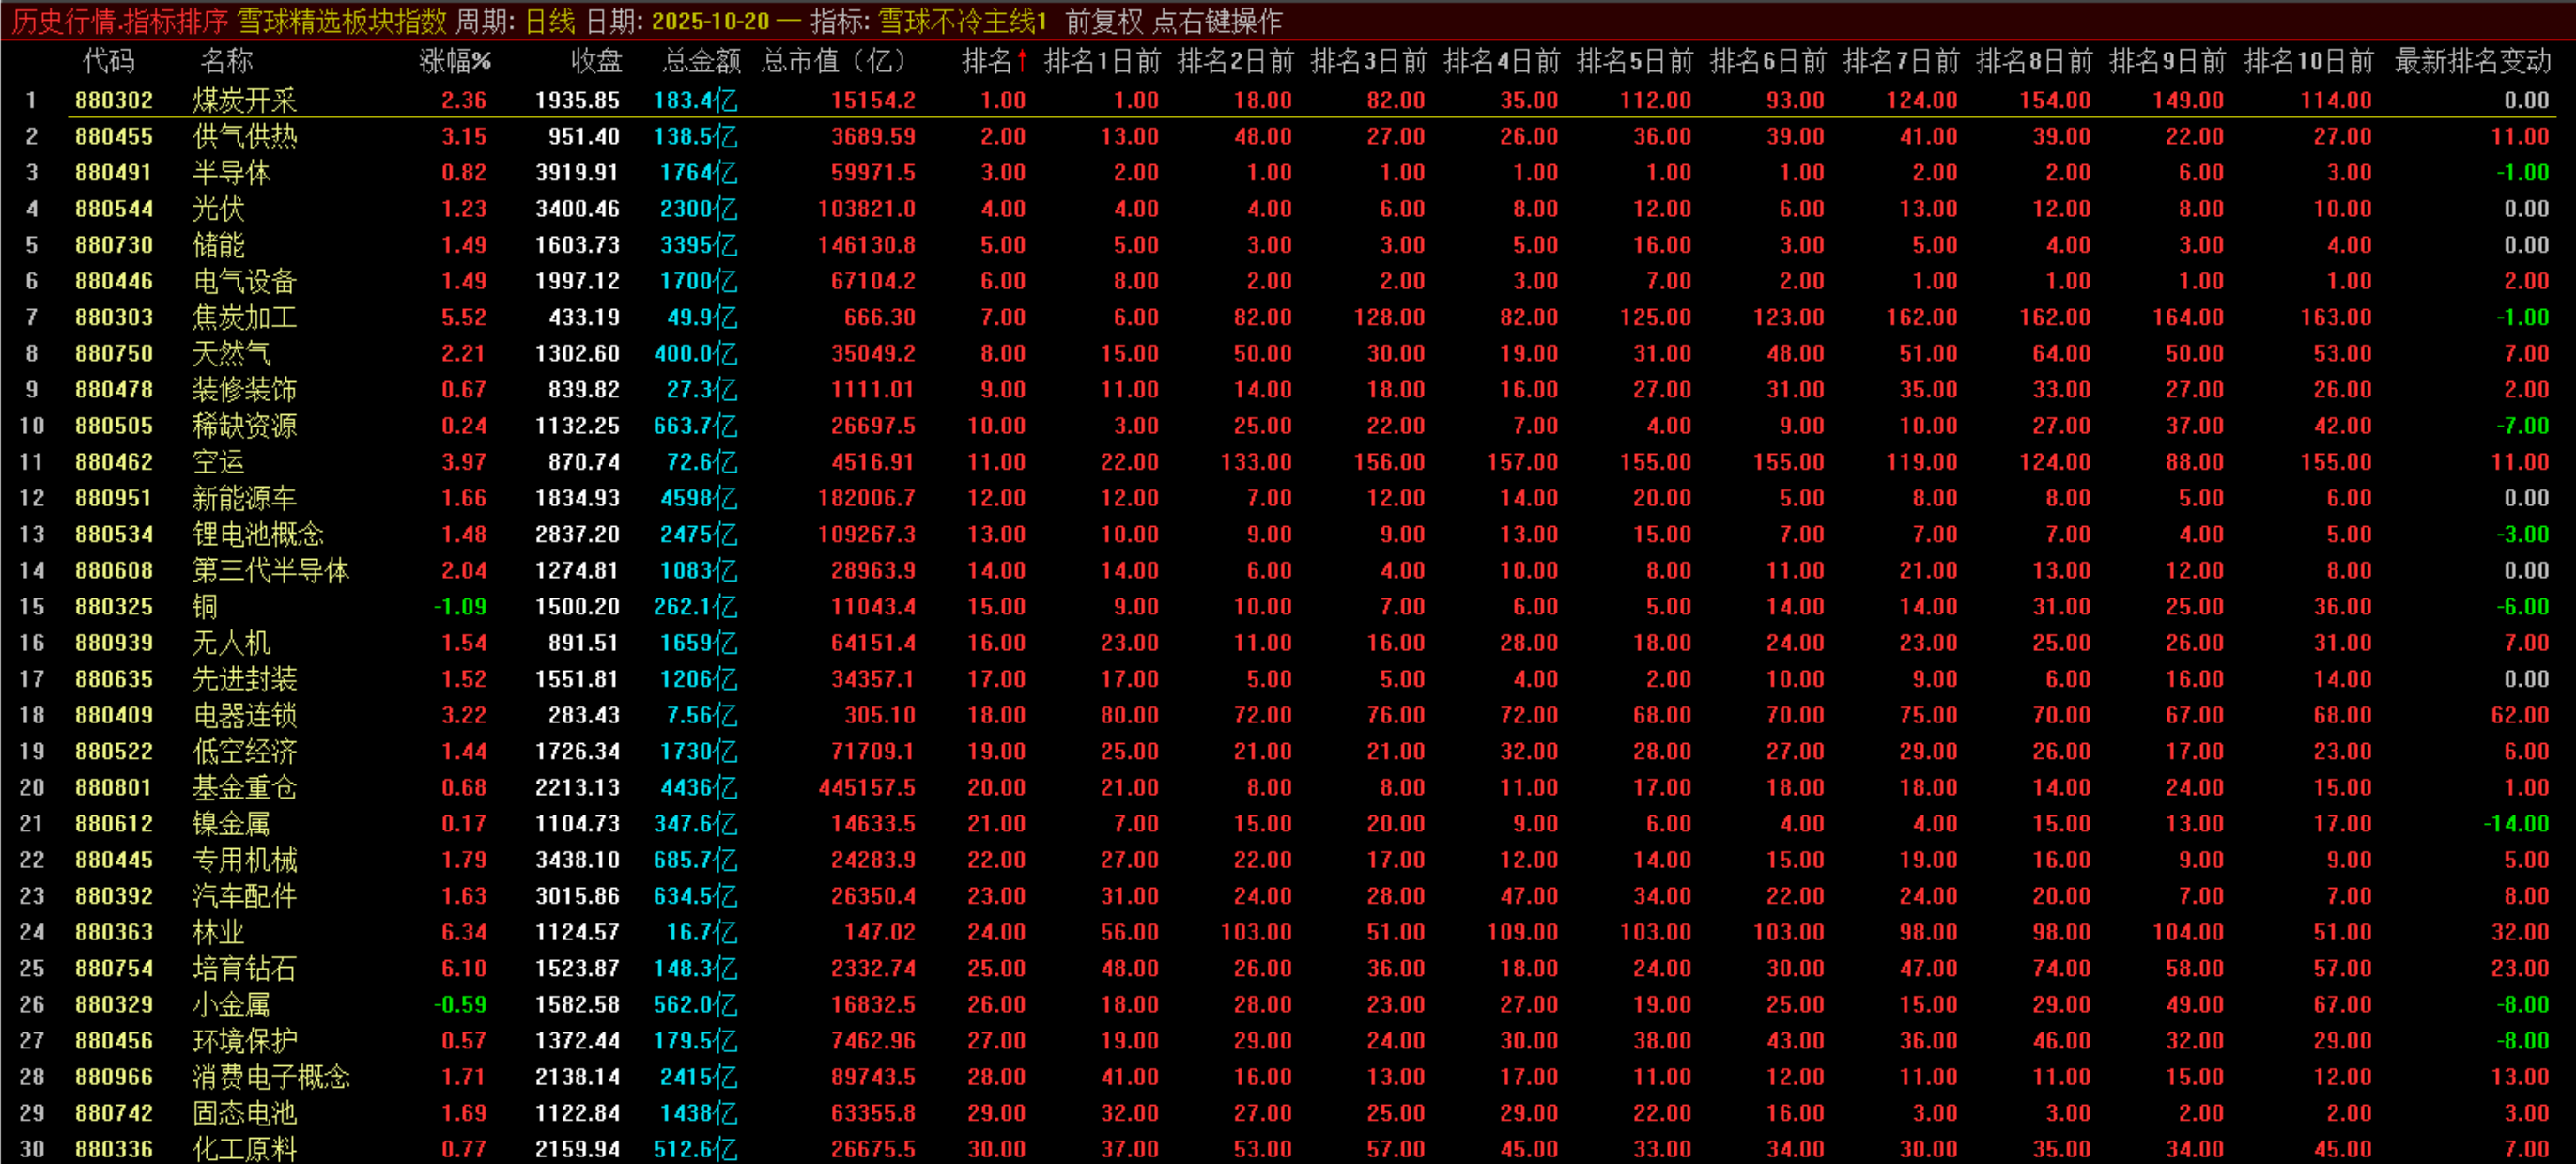 历史行情.指标排序 雪球精选板块指数 周期: 日线 日期: 2025-10-20 一 指标: 雪球不冷主线1 前复权 点右键操作
代码 名称 涨幅% 收盘 总金额 总市值（亿） 排名↑ 排名1日前 排名2日前 排名3日前 排名4日前 排名5日前 排名6日前 排名7日前 排名8日前 排名9日前 排名10日前 最新排名变动
1 880302 煤炭开采 2.36 1935.85 183.4亿 15154.2 1.00 1.00 18.00 82.00 35.00 112.00 93.00 124.00 154.00 149.00 114.00 0.00
2 880455 供气供热 3.15 951.40 138.5亿 3689.59 2.00 13.00 48.00 27.00 26.00 36.00 39.00 41.00 39.00 22.00 27.00 11.00
3 880491 半导体 0.82 3919.91 1764亿 59971.5 3.00 2.00 1.00 1.00 1.00 1.00 1.00 2.00 2.00 6.00 3.00 -1.00
4 880544 光伏 1.23 3400.46 2300亿 103821.0 4.00 4.00 4.00 6.00 8.00 12.00 6.00 13.00 12.00 8.00 10.00 0.00
5 880730 储能 1.49 1603.73 3395亿 146130.8 5.00 5.00 3.00 3.00 5.00 16.00 3.00 5.00 4.00 3.00 4.00 0.00
6 880446 电气设备 1.49 1997.12 1700亿 67104.2 6.00 8.00 2.00 2.00 3.00 7.00 2.00 1.00 1.00 1.00 1.00 2.00
7 880303 焦炭加工 5.52 433.19 49.9亿 666.30 7.00 6.00 82.00 128.00 82.00 125.00 123.00 162.00 162.00 164.00 163.00 -1.00
8 880750 天然气 2.21 1302.60 400.0亿 35049.2 8.00 15.00 50.00 30.00 19.00 31.00 48.00 51.00 64.00 50.00 53.00 7.00
9 880478 装修装饰 0.67 839.82 27.3亿 1111.01 9.00 11.00 14.00 18.00 16.00 27.00 31.00 35.00 33.00 27.00 26.00 2.00
10 880505 稀缺资源 0.24 1132.25 663.7亿 26697.5 10.00 3.00 25.00 22.00 7.00 4.00 9.00 10.00 27.00 37.00 42.00 -7.00
11 880462 空运 3.97 870.74 72.6亿 4516.91 11.00 22.00 133.00 156.00 157.00 155.00 155.00 119.00 124.00 88.00 155.00 11.00
12 880951 新能源车 1.66 1834.93 4598亿 182006.7 12.00 12.00 7.00 12.00 14.00 20.00 5.00 8.00 8.00 5.00 6.00 0.00
13 880534 锂电池概念 1.48 2837.20 2475亿 109267.3 13.00 10.00 9.00 9.00 13.00 15.00 7.00 7.00 7.00 4.00 5.00 -3.00
14 880608 第三代半导体 2.04 1274.81 1083亿 28963.9 14.00 14.00 6.00 4.00 10.00 8.00 11.00 21.00 13.00 12.00 8.00 0.00
15 880325 铜 -1.09 1500.20 262.1亿 11043.4 15.00 9.00 10.00 7.00 6.00 5.00 14.00 14.00 31.00 25.00 36.00 -6.00
16 880939 无人机 1.54 891.51 1659亿 64151.4 16.00 23.00 11.00 16.00 28.00 18.00 24.00 23.00 25.00 26.00 31.00 7.00
17 880635 先进封装 1.52 1551.81 1206亿 34357.1 17.00 17.00 5.00 5.00 4.00 2.00 10.00 9.00 6.00 16.00 14.00 0.00
18 880409 电器连锁 3.22 283.43 7.56亿 305.10 18.00 80.00 72.00 76.00 72.00 68.00 70.00 75.00 70.00 67.00 68.00 62.00
19 880522 低空经济 1.44 1726.34 1730亿 71709.1 19.00 25.00 21.00 21.00 32.00 28.00 27.00 29.00 26.00 17.00 23.00 6.00
20 880801 基金重仓 0.68 2213.13 4436亿 445157.5 20.00 21.00 8.00 8.00 11.00 17.00 18.00 18.00 14.00 24.00 15.00 1.00
21 880612 镍金属 0.17 1104.73 347.6亿 14633.5 21.00 7.00 15.00 20.00 9.00 6.00 4.00 4.00 15.00 13.00 17.00 -14.00
22 880445 专用机械 1.79 3438.10 685.7亿 24283.9 22.00 27.00 22.00 17.00 12.00 14.00 15.00 19.00 16.00 9.00 9.00 5.00
23 880392 汽车配件 1.63 3015.86 634.5亿 26350.4 23.00 31.00 24.00 28.00 47.00 34.00 22.00 24.00 20.00 7.00 7.00 8.00
24 880363 林业 6.34 1124.57 16.7亿 147.02 24.00 56.00 103.00 51.00 109.00 103.00 103.00 98.00 98.00 104.00 51.00 32.00
25 880754 培育钻石 6.10 1523.87 148.3亿 2332.74 25.00 48.00 26.00 36.00 18.00 24.00 30.00 47.00 74.00 58.00 57.00 23.00
26 880329 小金属 -0.59 1582.58 562.0亿 16832.5 26.00 18.00 28.00 23.00 27.00 19.00 25.00 15.00 29.00 49.00 67.00 -8.00
27 880456 环境保护 0.57 1372.44 179.5亿 7462.96 27.00 19.00 29.00 24.00 30.00 38.00 43.00 36.00 46.00 32.00 29.00 -8.00
28 880966 消费电子概念 1.71 2138.14 2415亿 89743.5 28.00 41.00 16.00 13.00 17.00 11.00 12.00 11.00 11.00 15.00 12.00 13.00
29 880742 固态电池 1.69 1122.84 1438亿 63355.8 29.00 32.00 27.00 25.00 29.00 22.00 16.00 3.00 3.00 2.00 2.00 3.00
30 880336 化工原料 0.77 2159.94 512.6亿 26675.5 30.00 37.00 53.00 57.00 45.00 33.00 34.00 30.00 35.00 34.00 45.00 7.00